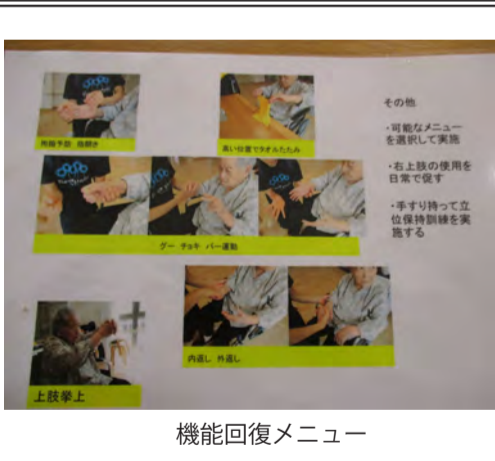 拘縮予防 指開き
高い位置でタオルたたみ
その他
・可能なメニュー
を選択して実施
・右上肢の使用を
日常で促す
・手すり持って立
位保持訓練を実
施する
グー チョキ パー運動
内返し 外返し
上肢挙上
機能回復メニュー